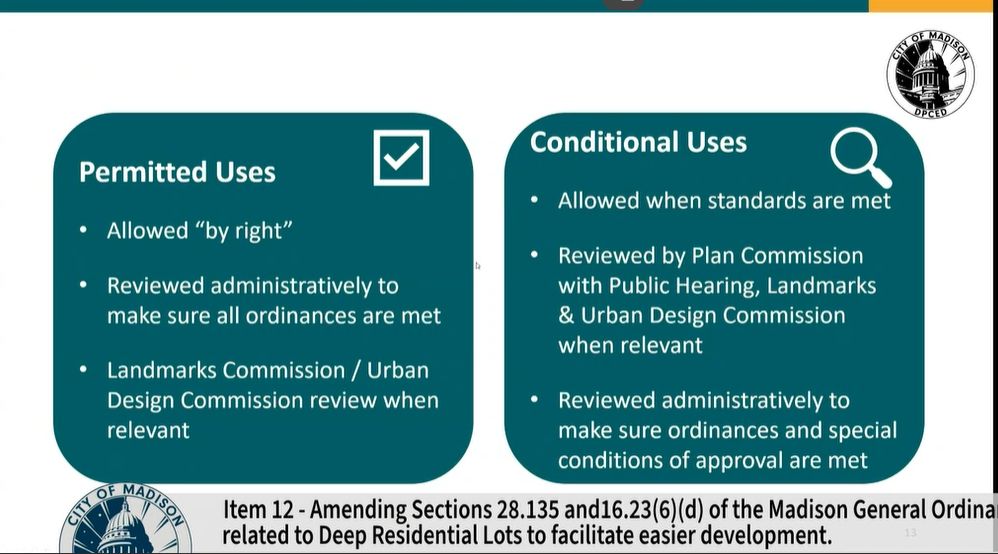 CITY OF MADISON
DPCED
Permitted Uses
• Allowed “by right”
• Reviewed administratively to
make sure all ordinances are met
• Landmarks Commission / Urban
Design Commission review when
relevant
Conditional Uses
• Allowed when standards are met
• Reviewed by Plan Commission
with Public Hearing, Landmarks
& Urban Design Commission
when relevant
• Reviewed administratively to
make sure ordinances and special
conditions of approval are met
CITY OF MADISON
Item 12 - Amending Sections 28.135 and16.23(6)(d) of the Madison General Ordina
related to Deep Residential Lots to facilitate easier development.
13